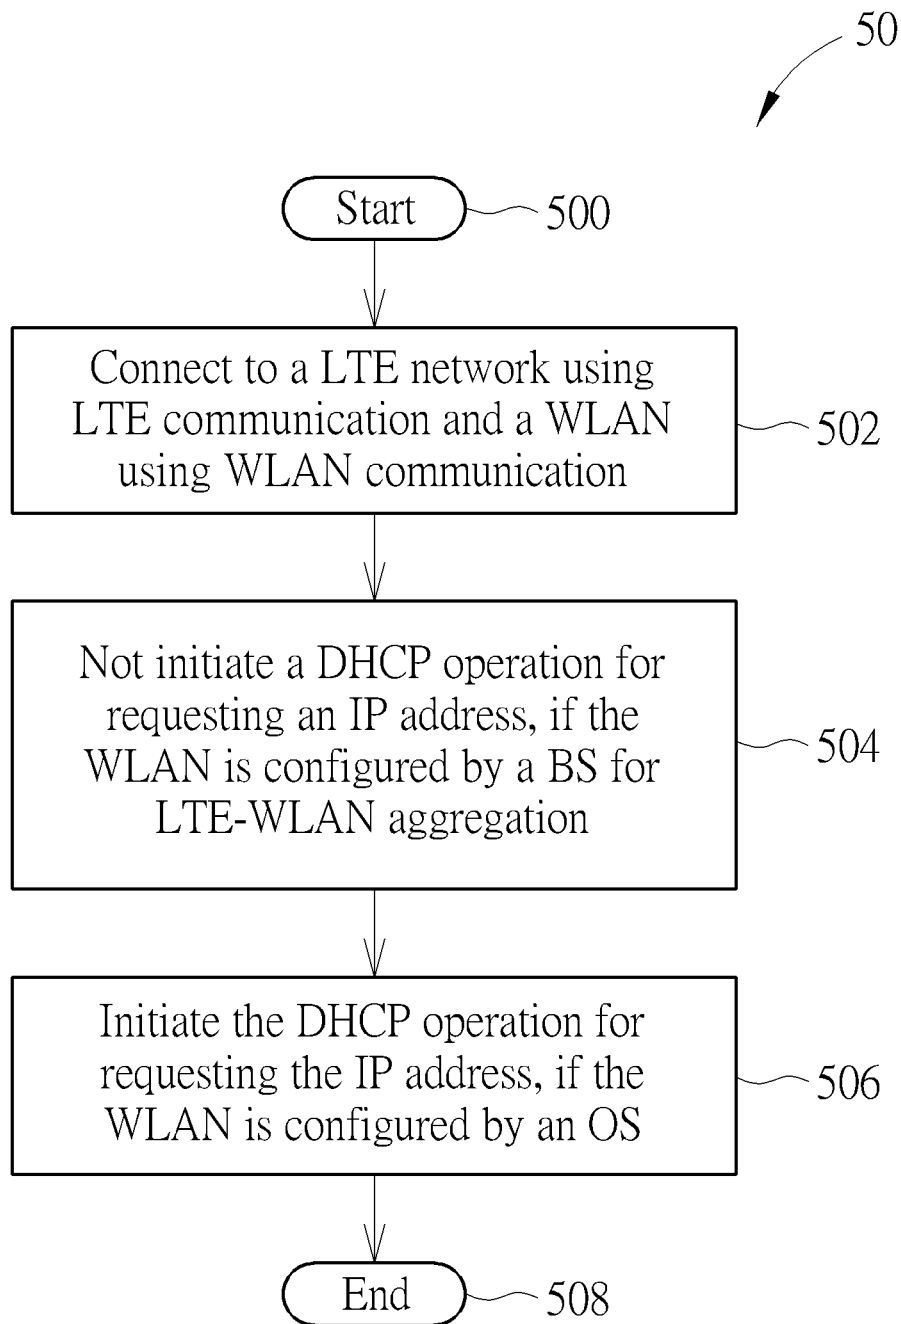 50
Start
500
Connect to a LTE network using
LTE communication and a WLAN
using WLAN communication
502
Not initiate a DHCP operation for
requesting an IP address, if the
WLAN is configured by a BS for
LTE-WLAN aggregation
504
Initiate the DHCP operation for
requesting the IP address, if the
WLAN is configured by an OS
506
End
508